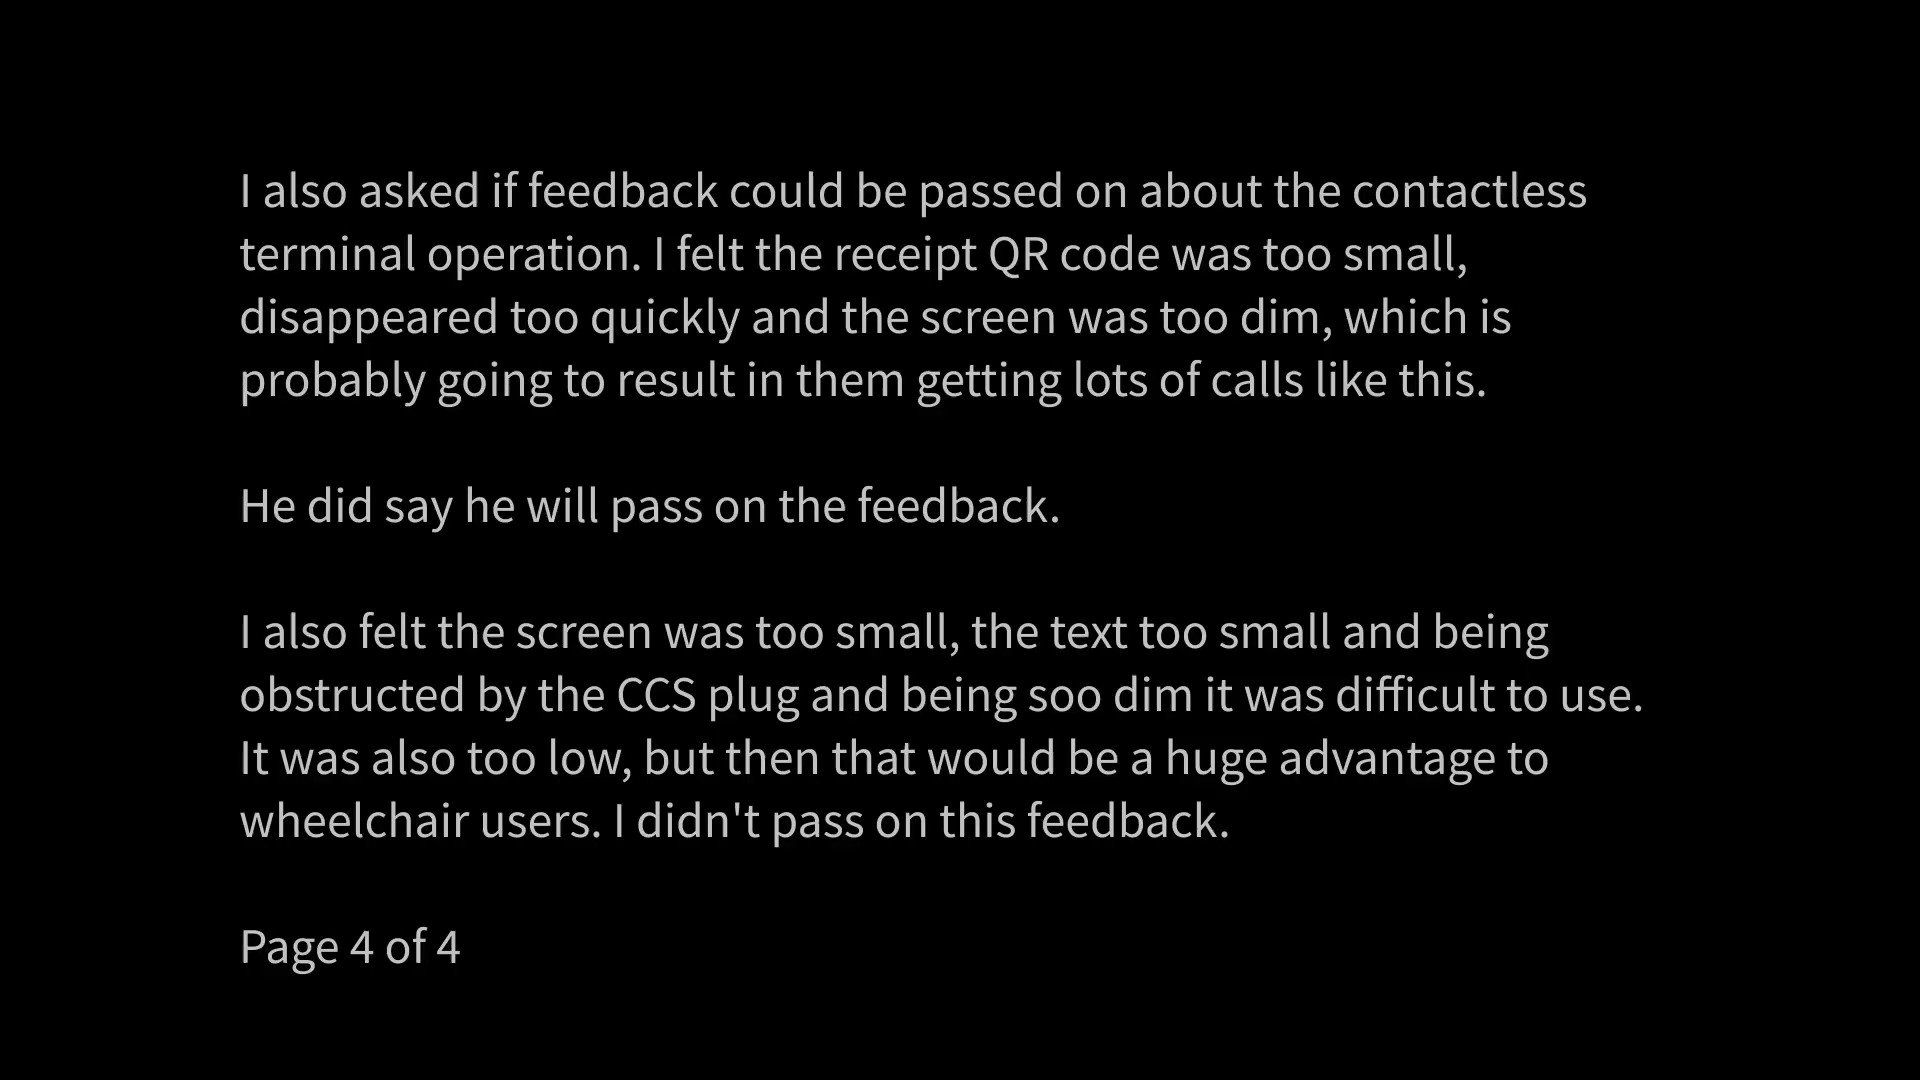 I also asked if feedback could be passed on about the contactless
terminal operation. I felt the receipt QR code was too small,
disappeared too quickly and the screen was too dim, which is
probably going to result in them getting lots of calls like this.
He did say he will pass on the feedback.
I also felt the screen was too small, the text too small and being
obstructed by the CCS plug and being soo dim it was difficult to use.
It was also too low, but then that would be a huge advantage to
wheelchair users. I didn't pass on this feedback.
Page 4 of 4